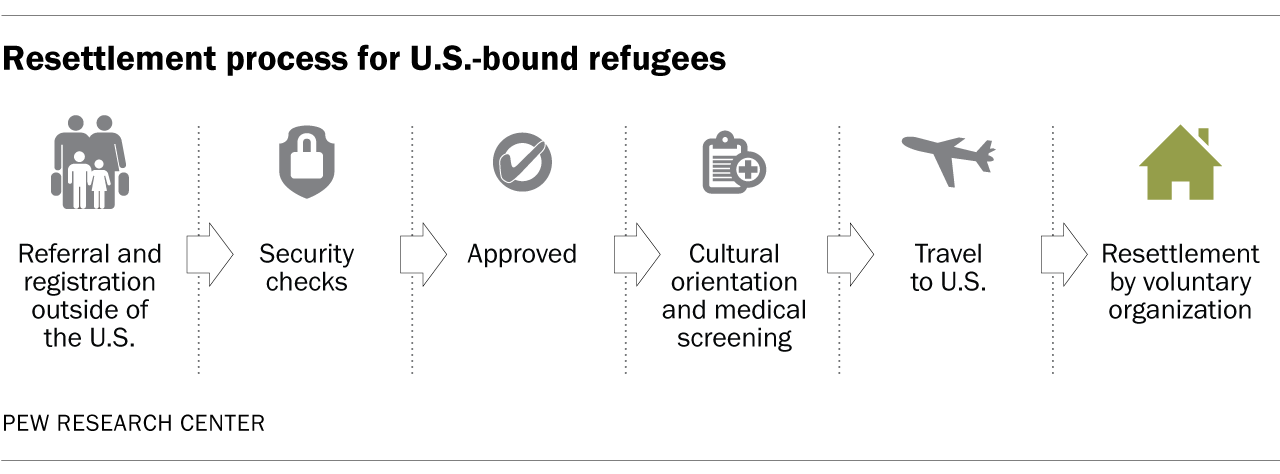 Resettlement process for U.S.-bound refugees
Referral and
registration
outside of
the U.S.
Security
checks
Approved
Cultural
orientation
and medical
screening
Travel
to U.S.
Resettlement
by voluntary
organization
PEW RESEARCH CENTER